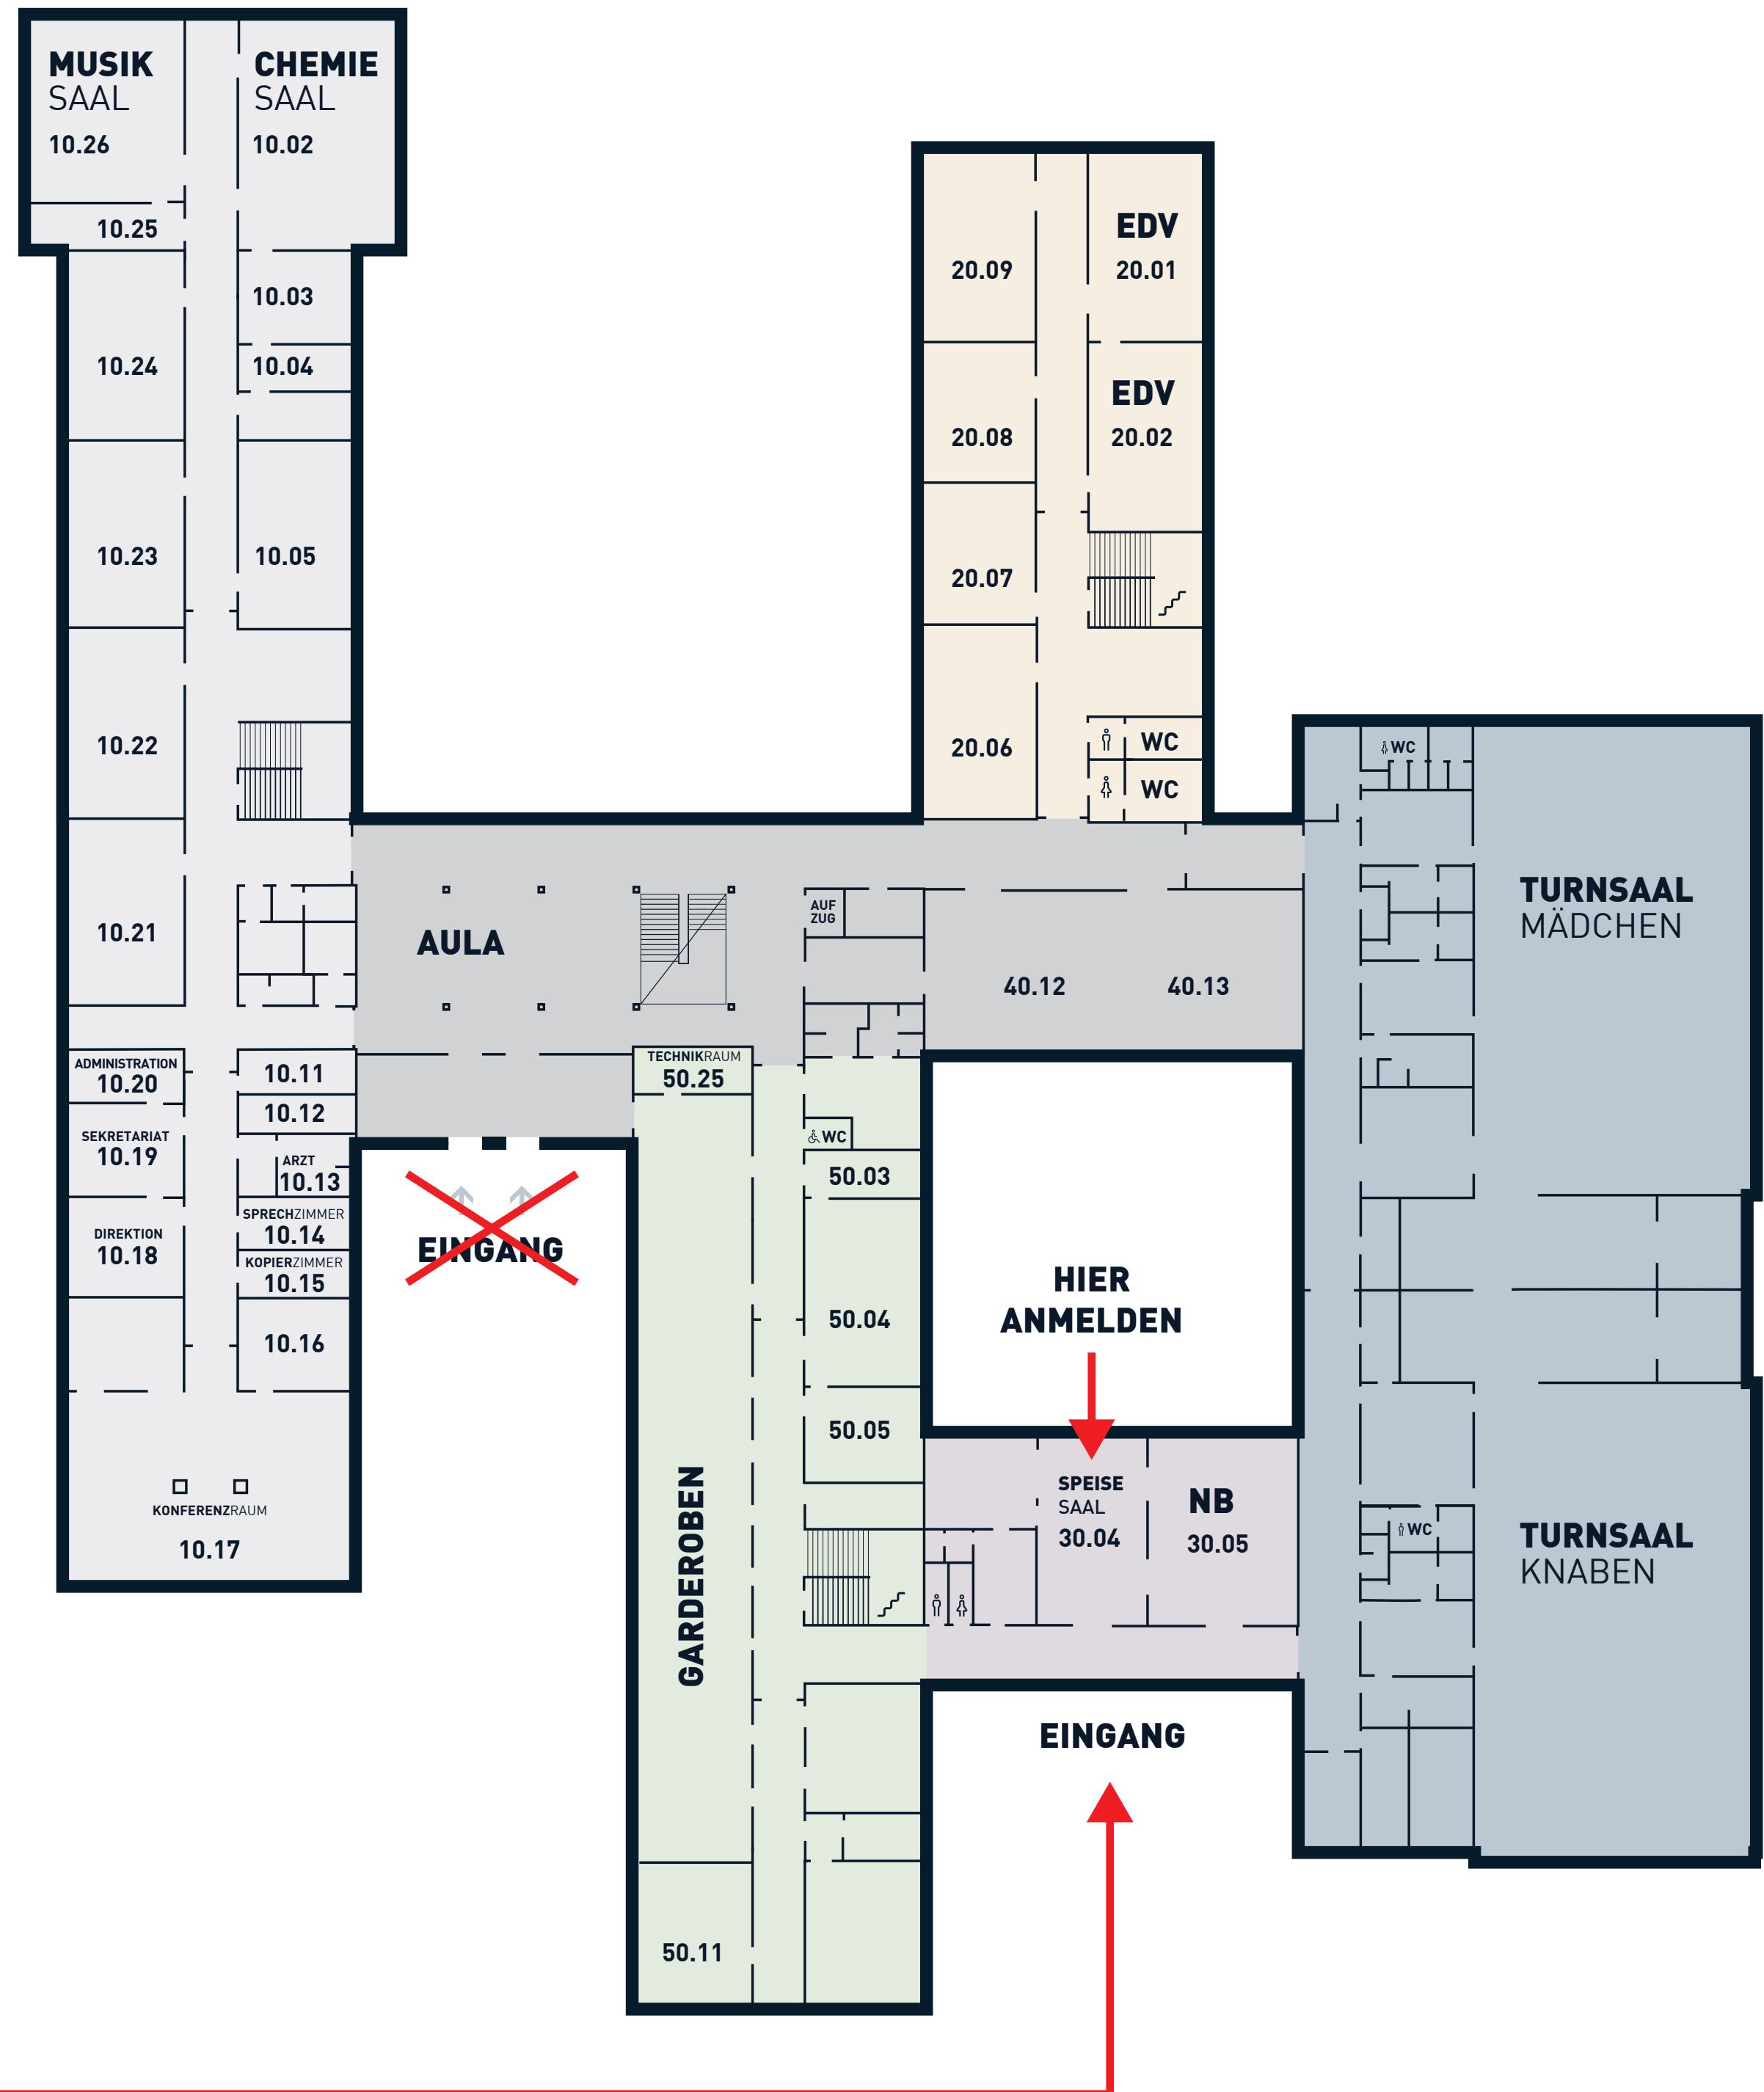 MUSIK
SAAL
10.26
CHEMIE
SAAL
10.02
10.25
10.03
10.24
10.04
10.23
10.05
10.22
10.21
ADMINISTRATION
10.20
10.11
10.12
SEKRETARIAT
10.19
ARZT
10.13
DIREKTION
10.18
SPRECHZIMMER
10.14
KOPIERZIMMER
10.15
10.16
KONFERENZRAUM
10.17
AULA
EINGANG
20.09
EDV
20.01
EDV
20.02
20.08
20.07
20.06
WC
WC
AUF
ZUG
40.12
40.13
TECHNIKRAUM
50.25
WC
50.03
50.04
50.05
GARDEROBEN
50.11
HIER
ANMELDEN
SPEISE
SAAL
30.04
NB
30.05
EINGANG
WC
TURNSAAL
MÄDCHEN
WC
TURNSAAL
KNABEN